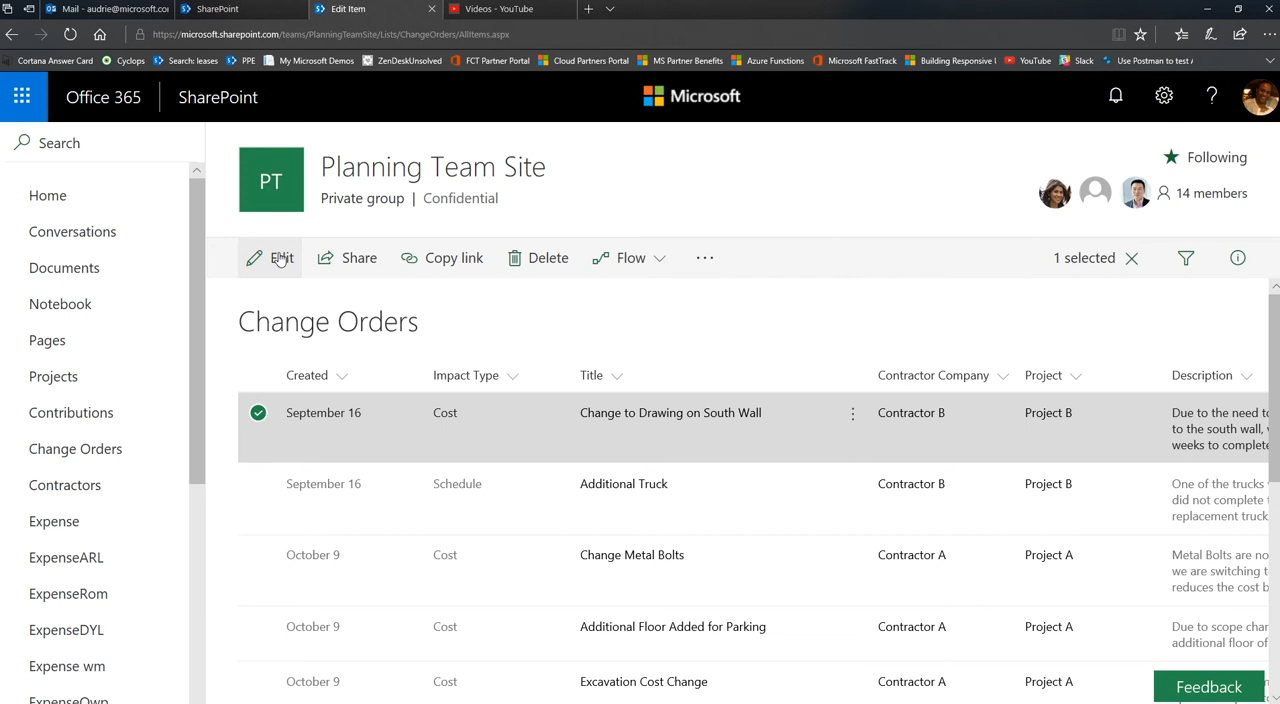 Mail - audrie@microsoft.co
SharePoint
Edit Item
Videos - YouTube
https://microsoft.sharepoint.com/teams/PlanningTeamSite/Lists/ChangeOrders/AllItems.aspx
Cortana Answer Card
Cyclops
Search: leases
PPE
My Microsoft Demos
ZenDeskUnsolved
FCT Partner Portal
Cloud Partners Portal
MS Partner Benefits
Azure Functions
Microsoft FastTrack
Building Responsive
YouTube
Slack
Use Postman to test
Office 365
SharePoint
Microsoft
?
Search
Home
Conversations
Documents
Notebook
Pages
Projects
Contributions
Change Orders
Contractors
Expense
ExpenseARL
ExpenseRom
ExpenseDYL
Expense wm
ExpenseOwn
PT
Planning Team Site
Private group | Confidential
Following
14 members
Edit
Share
Copy link
Delete
Flow
...
1 selected
Change Orders
Created Impact Type Title Contractor Company Project Description
September 16 Cost Change to Drawing on South Wall Contractor B Project B Due to the need to
to the south wall,
weeks to complete
September 16 Schedule Additional Truck Contractor B Project B One of the trucks
did not complete
replacement truck
October 9 Cost Change Metal Bolts Contractor A Project A Metal Bolts are no
we are switching
reduces the cost
October 9 Cost Additional Floor Added for Parking Contractor A Project A Due to scope
additional floor of
October 9 Cost Excavation Cost Change Contractor A Project A
Feedback